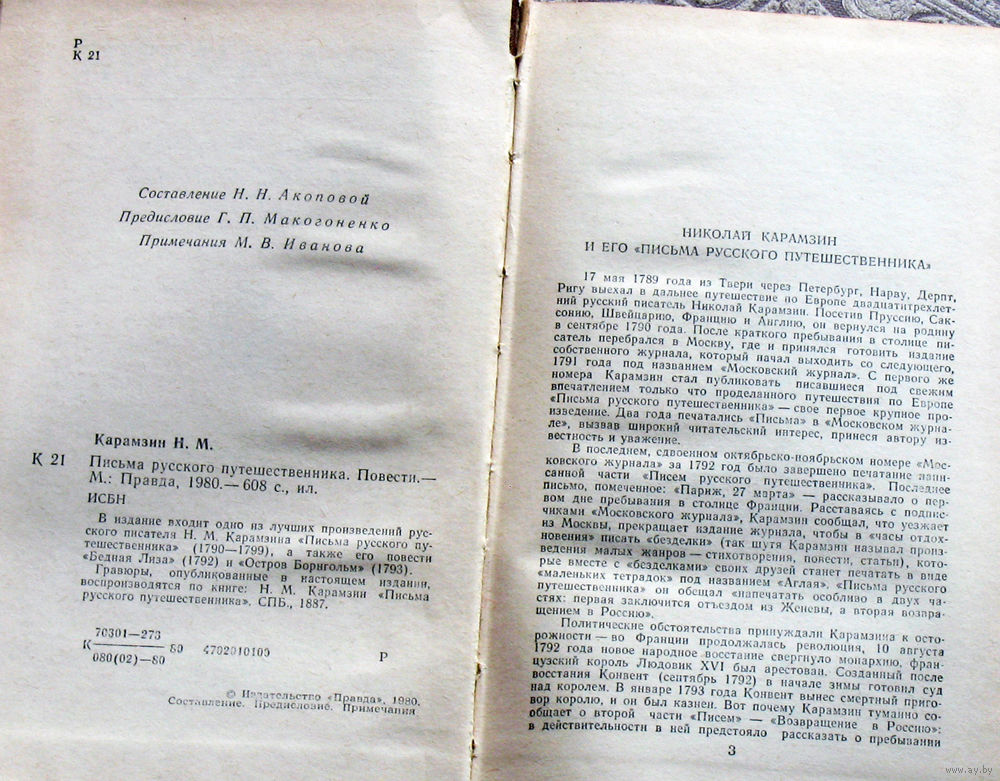 Р
К 21
Составление Н. Н. Акоповой
Предисловие Г. П. Макогоненко
Примечания М. В. Иванова
Карамзин Н. М.
К 21 Письма русского путешественника. Повести.—
М.: Правда, 1980.— 608 с., ил.
ИСБН
В издание входит одно из лучших произведений рус-
ского писателя Н. М. Карамзина «Письма русского пу-
тешественника» (1790—1799), а также его повести
«Бедная Лиза» (1792) и «Остров Борнгольм» (1793).
Гравюры, опубликованные в настоящем издании,
воспроизводятся по книге: Н. М. Карамзин «Письма
русского путешественника». СПБ., 1887.
70301—273
К 80 4702010100
080(02)—80
Р
© Издательство «Правда», 1980.
Составление. Предисловие. Примечания
НИКОЛАЙ КАРАМЗИН
И ЕГО «ПИСЬМА РУССКОГО ПУТЕШЕСТВЕННИКА»
17 мая 1789 года из Твери через Петербург, Нарву, Дерпт,
Ригу выехал в дальнее путешествие по Европе двадцатитрехлет-
ний русский писатель Николай Карамзин. Посетив Пруссию, Сак-
сонию, Швейцарию, Францию и Англию, он вернулся на родину
в сентябре 1790 года. После краткого пребывания в столице пи-
сатель перебрался в Москву, где и принялся готовить издание
собственного журнала, который начал выходить со следующего,
1791 года под названием «Московский журнал». С первого же
номера Карамзин стал публиковать писавшиеся под свежим
впечатлением только что проделанного путешествия по Европе
«Письма русского путешественника» — свое первое крупное про-
изведение. Два года печатались «Письма» в «Московском журна-
ле», вызвав широкий читательский интерес, принеся автору из-
вестность и уважение.
В последнем, сдвоенном октябрьско-ноябрьском номере «Мос-
ковского журнала» за 1792 год было завершено печатание напи-
санной части «Писем русского путешественника». Последнее
письмо, помеченное: «Париж, 27 марта» — рассказывало о пер-
вом дне пребывания в столице Франции. Расставаясь с подпис-
чиками «Московского журнала», Карамзин сообщал, что уезжает
из Москвы, прекращает издание журнала, чтобы в «часы отдох-
новения» писать «безделки» (так шутя Карамзин называл произ-
ведения малых жанров — стихотворения, повести, статьи), кото-
рые вместе с «безделками» своих друзей станет печатать в виде
«маленьких тетрадок» под названием «Аглая». «Письма русского
путешественника» он обещал «напечатать особливо в двух ча-
стях: первая заключится отъездом из Женевы, а вторая возвра-
щением в Россию».
Политические обстоятельства принуждали Карамзина к осто-
рожности — во Франции продолжалась революция, 10 августа
1792 года новое народное восстание свергнуло монархию, фран-
цузский король Людовик XVI был арестован. Созданный после
восстания Конвент (сентябрь 1792) в начале зимы готовил суд
над королем. В январе 1793 года Конвент вынес смертный приго-
вор королю, и он был казнен. Вот почему Карамзин туманно со-
общает о второй части «Писем» — «Возвращение в Россию»:
в действительности в ней предстояло рассказать о пребывании
3
www.ay.by